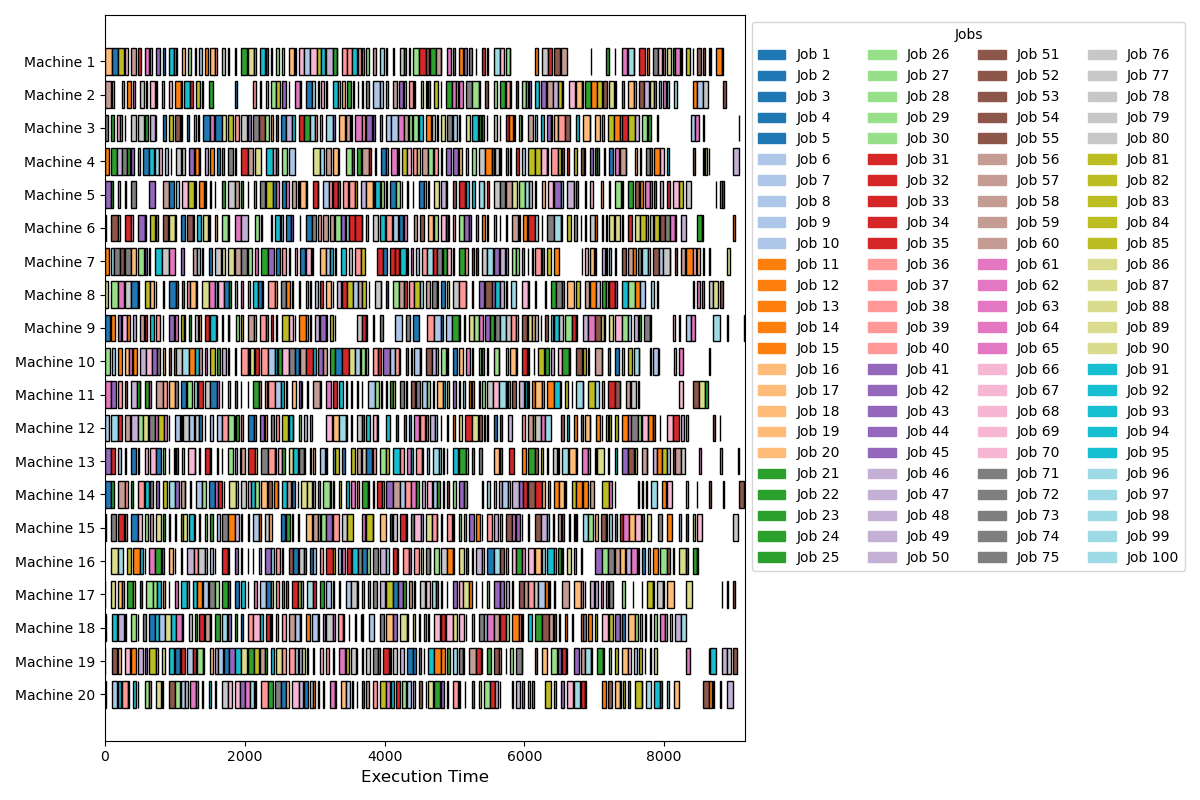 Machine 1
Machine 2
Machine 3
Machine 4
Machine 5
Machine 6
Machine 7
Machine 8
Machine 9
Machine 10
Machine 11
Machine 12
Machine 13
Machine 14
Machine 15
Machine 16
Machine 17
Machine 18
Machine 19
Machine 20
0 2000 4000 6000 8000
Execution Time
Jobs
Job 1 Job 26 Job 51 Job 76
Job 2 Job 27 Job 52 Job 77
Job 3 Job 28 Job 53 Job 78
Job 4 Job 29 Job 54 Job 79
Job 5 Job 30 Job 55 Job 80
Job 6 Job 31 Job 56 Job 81
Job 7 Job 32 Job 57 Job 82
Job 8 Job 33 Job 58 Job 83
Job 9 Job 34 Job 59 Job 84
Job 10 Job 35 Job 60 Job 85
Job 11 Job 36 Job 61 Job 86
Job 12 Job 37 Job 62 Job 87
Job 13 Job 38 Job 63 Job 88
Job 14 Job 39 Job 64 Job 89
Job 15 Job 40 Job 65 Job 90
Job 16 Job 41 Job 66 Job 91
Job 17 Job 42 Job 67 Job 92
Job 18 Job 43 Job 68 Job 93
Job 19 Job 44 Job 69 Job 94
Job 20 Job 45 Job 70 Job 95
Job 21 Job 46 Job 71 Job 96
Job 22 Job 47 Job 72 Job 97
Job 23 Job 48 Job 73 Job 98
Job 24 Job 49 Job 74 Job 99
Job 25 Job 50 Job 75 Job 100